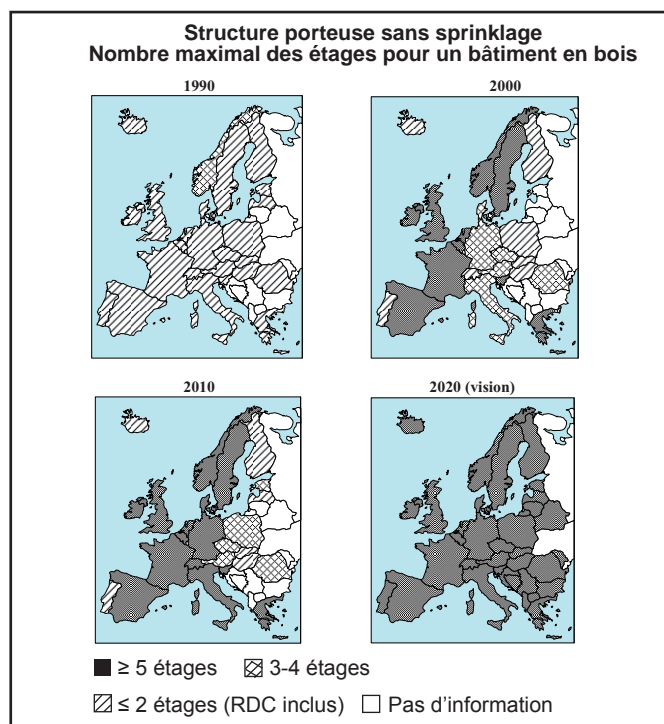 Structure porteuse sans sprinklage
Nombre maximal des étages pour un bâtiment en bois
1990
2000
2010
2020 (vision)
≥ 5 étages
3-4 étages
≤ 2 étages (RDC inclus)
Pas d'information